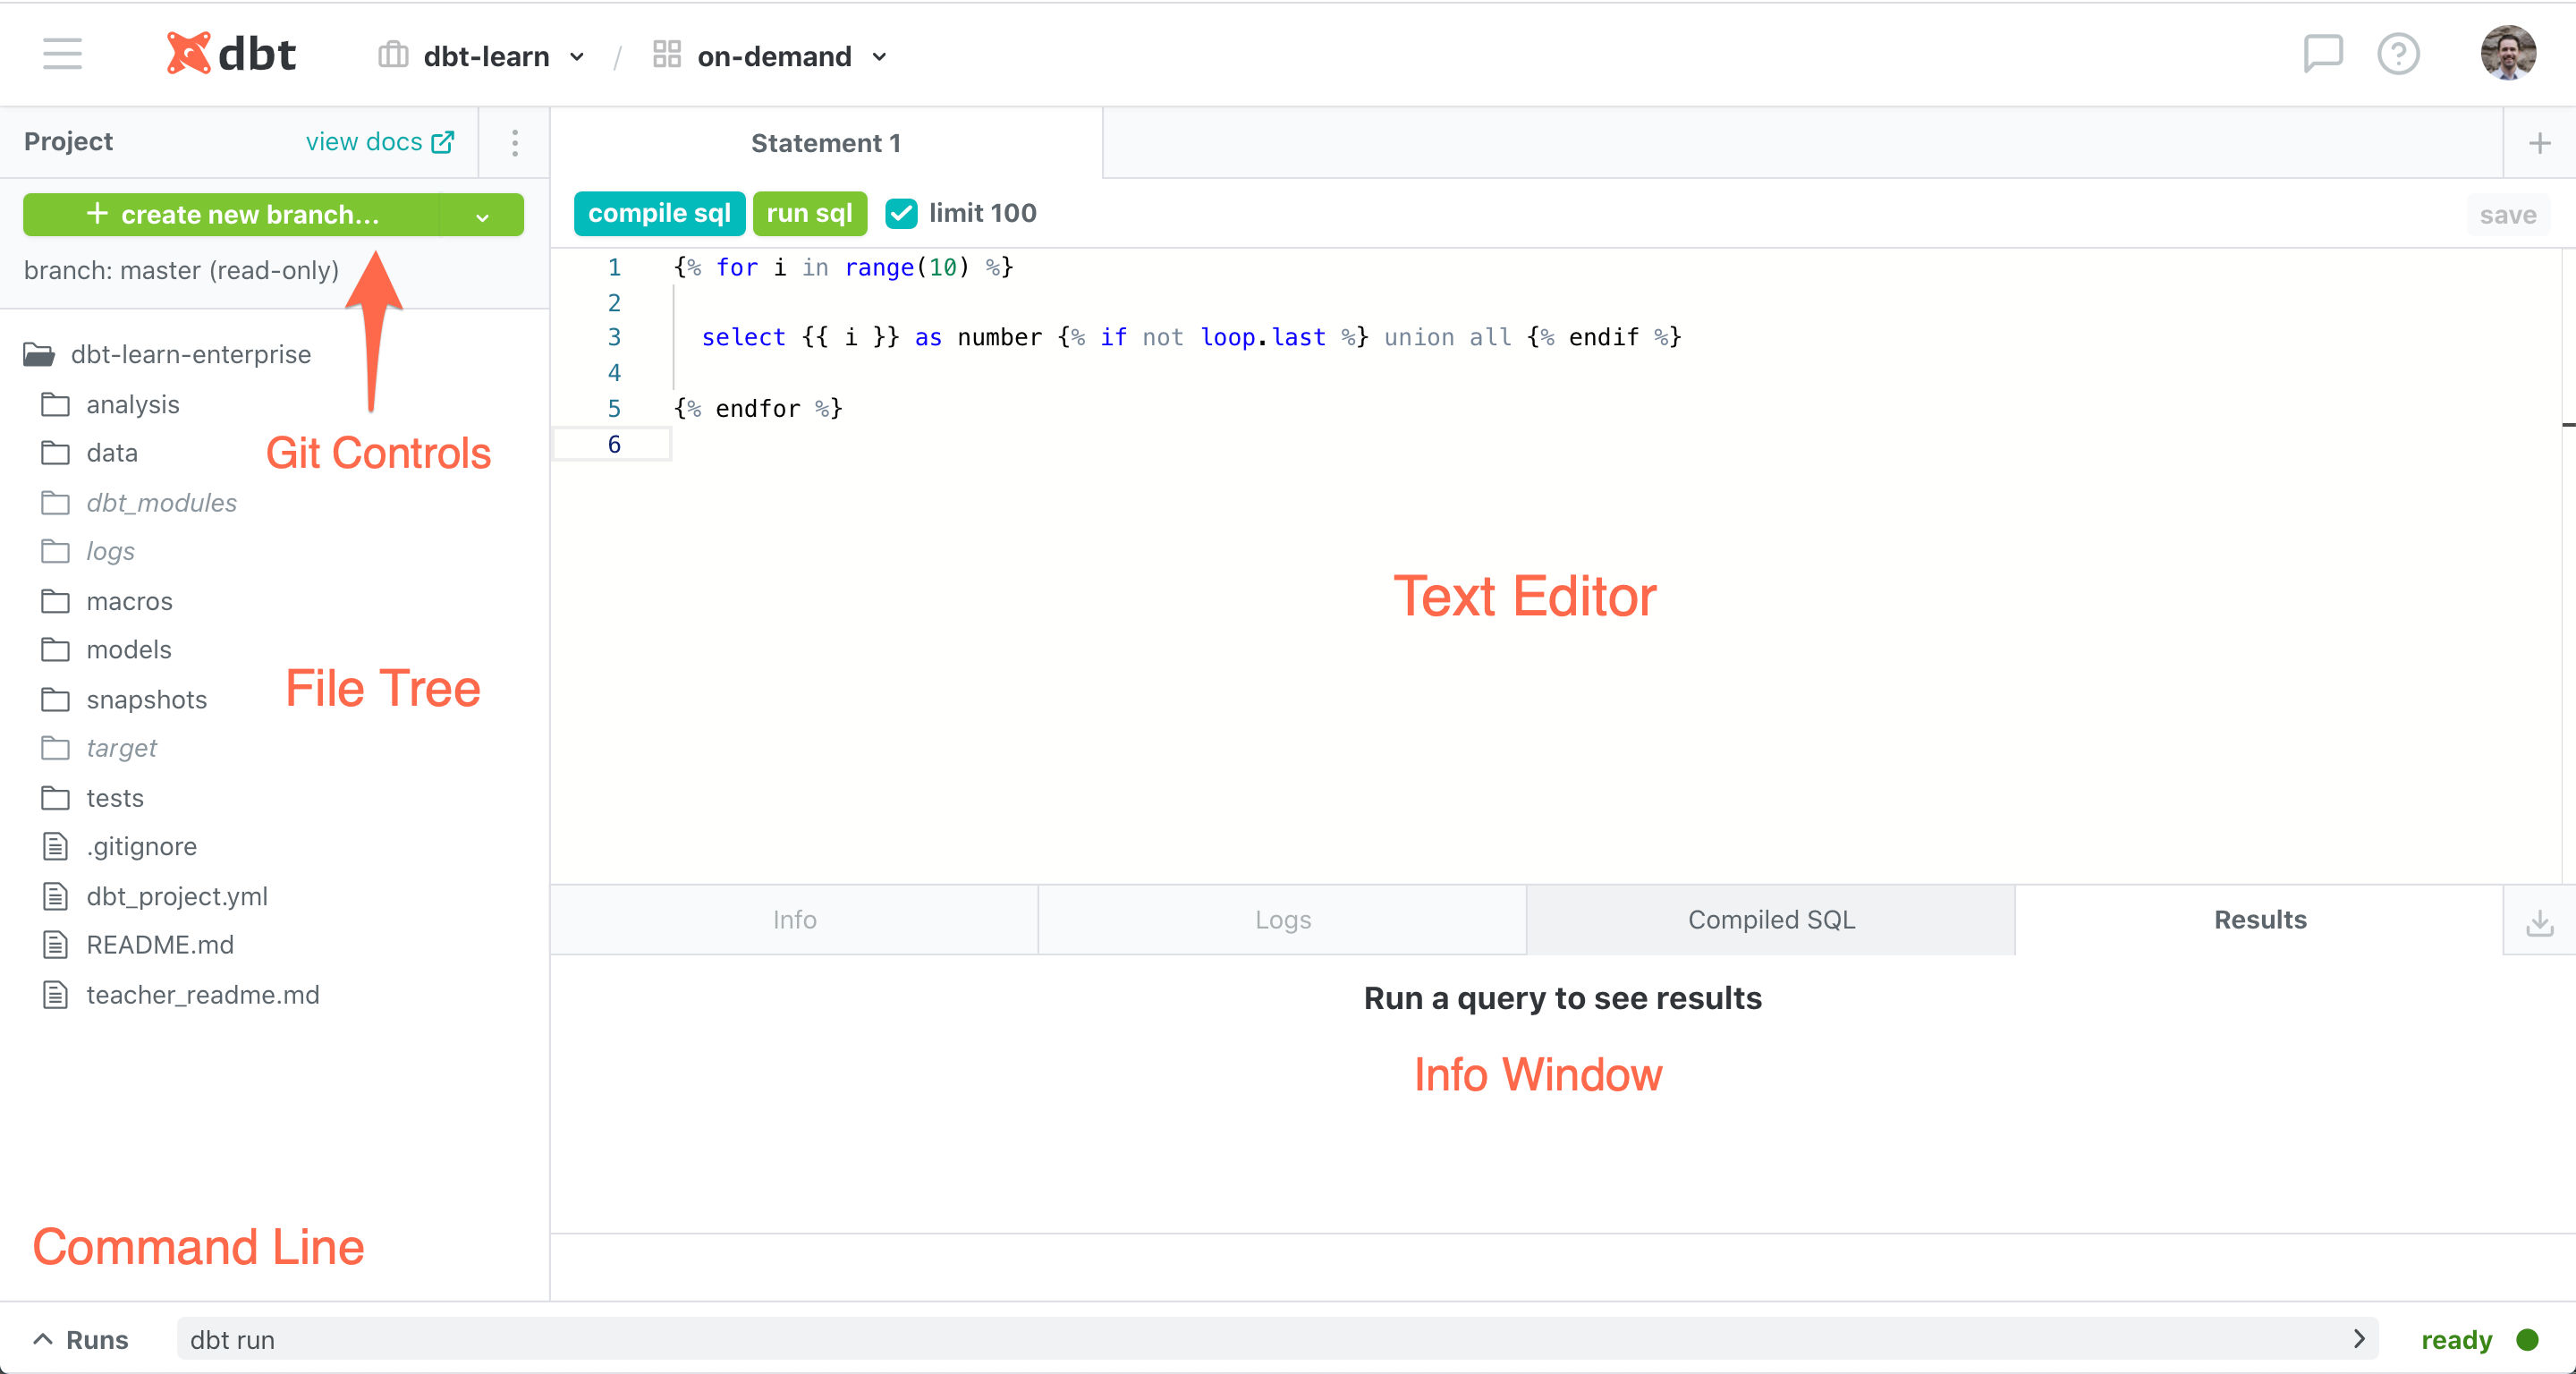 dbt dbt-learn / on-demand
Project view docs
+ create new branch...
branch: master (read-only)
dbt-learn-enterprise
analysis
data
dbt_modules
logs
macros
models
snapshots
target
tests
.gitignore
dbt_project.yml
README.md
teacher_readme.md
Git Controls
File Tree
Command Line
Statement 1
compile sql run sql limit 100 save
1 {% for i in range(10) %}
2
3 select {{ i }} as number {% if not loop.last %} union all {% endif %}
4
5 {% endfor %}
6
Text Editor
Info Logs Compiled SQL Results
Run a query to see results
Info Window
Runs dbt run ready